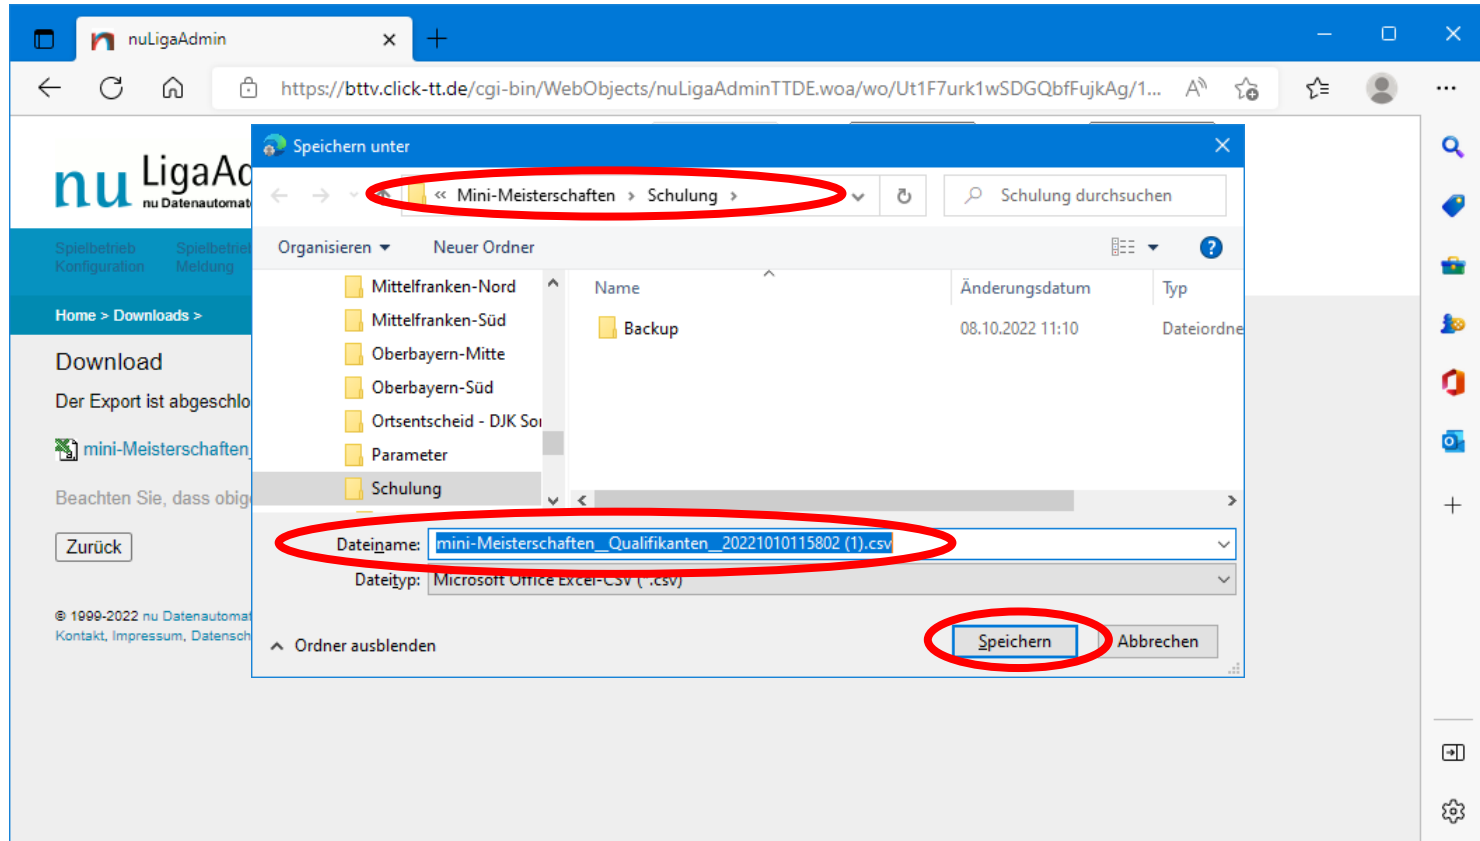 nuLigaAdmin
https://bttv.click-tt.de/cgi-bin/WebObjects/nuLigaAdminTTDE.woa/wo/Ut1F7urk1wSDGQbfFujkAg/1...
nu LigaAd
nu Datenautomat
Spielbetrieb Konfiguration
Spielbetrieb Meldung
Home > Downloads >
Download
Der Export ist abgeschlo
mini-Meisterschaften_
Beachten Sie, dass obig
Zurück
© 1999-2022 nu Datenautomat
Kontakt, Impressum, Datensch
Speichern unter
« Mini-Meisterschaften > Schulung >
Schulung durchsuchen
Organisieren
Neuer Ordner
Mittelfranken-Nord
Mittelfranken-Süd
Oberbayern-Mitte
Oberbayern-Süd
Ortsentscheid - DJK Sor
Parameter
Schulung
Name
Änderungsdatum
Typ
Backup
08.10.2022 11:10
Dateiordne
Dateiname: mini-Meisterschaften__Qualifikanten__20221010115802 (1).csv
Dateityp: Microsoft Office Excel-CSV (*.csv)
Ordner ausblenden
Speichern
Abbrechen